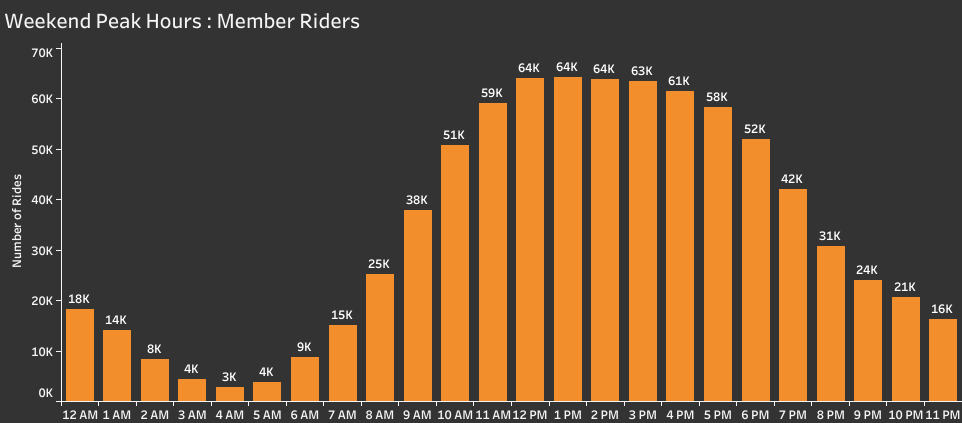 Weekend Peak Hours : Member Riders
70K
60K
50K
40K
30K
20K
10K
0K
Number of Rides
18K
14K
8K
4K
3K
4K
9K
15K
25K
38K
51K
59K
64K
64K
64K
63K
61K
58K
52K
42K
31K
24K
21K
16K
12 AM 1 AM 2 AM 3 AM 4 AM 5 AM 6 AM 7 AM 8 AM 9 AM 10 AM 11 AM 12 PM 1 PM 2 PM 3 PM 4 PM 5 PM 6 PM 7 PM 8 PM 9 PM 10 PM 11 PM